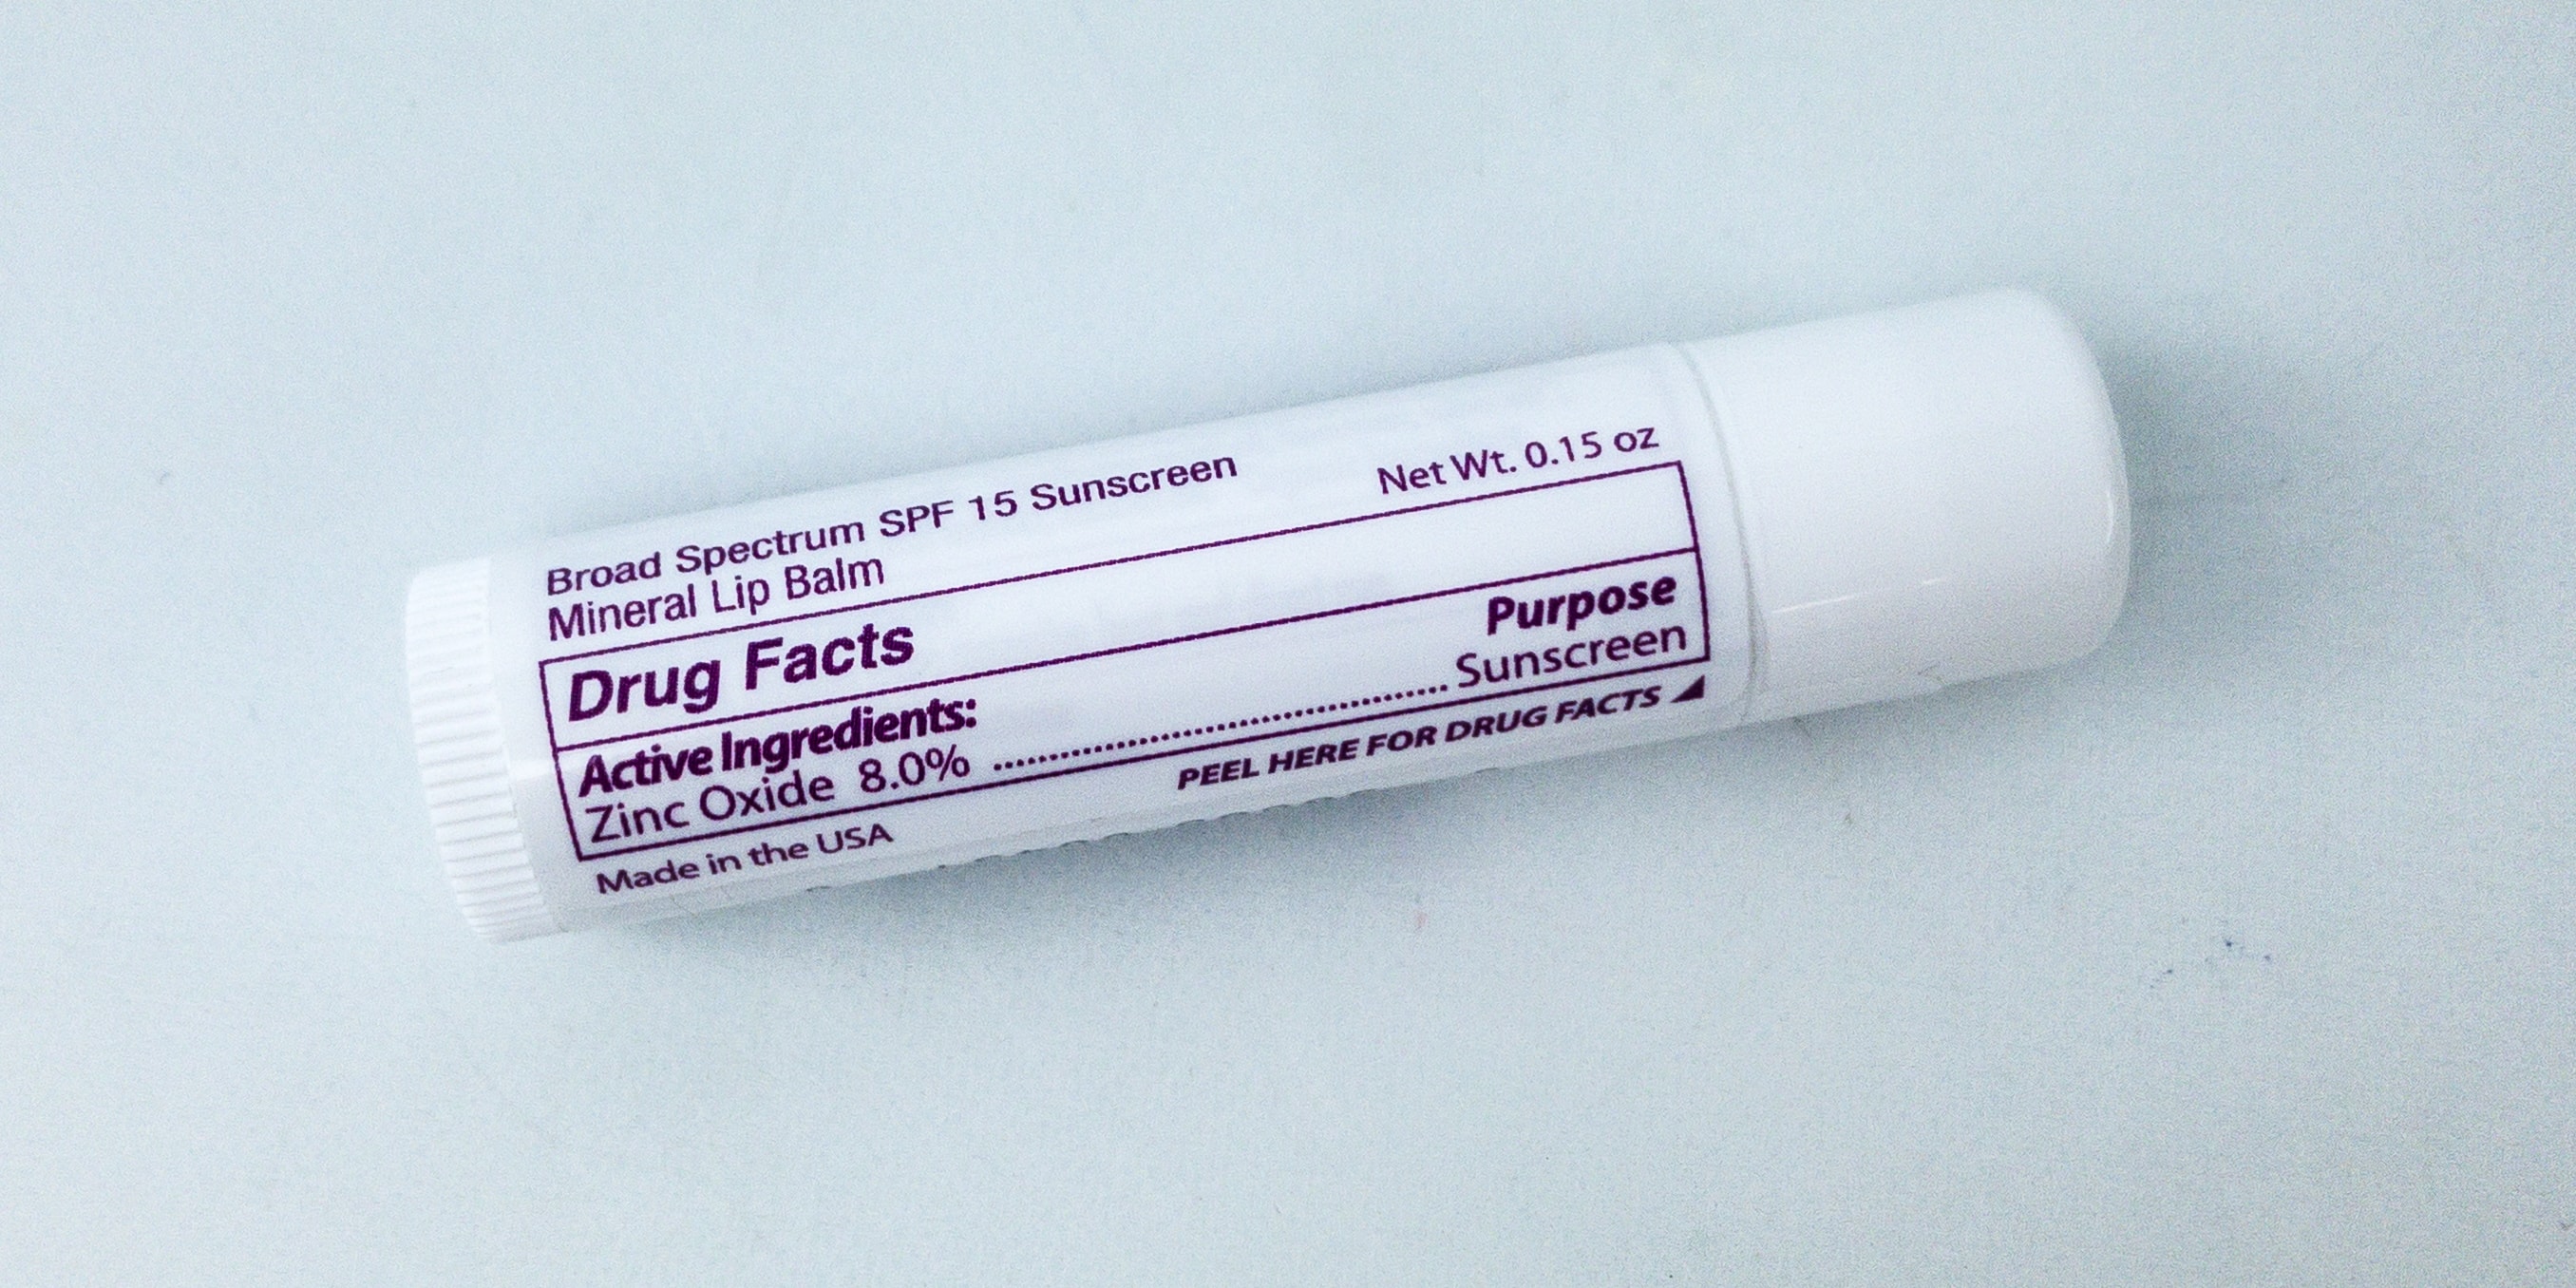 Broad Spectrum SPF 15 Sunscreen
Mineral Lip Balm
Net Wt. 0.15 oz
Drug Facts
Active Ingredients:
Purpose
Zinc Oxide 8.0% ........................................ Sunscreen
Made in the USA
PEEL HERE FOR DRUG FACTS